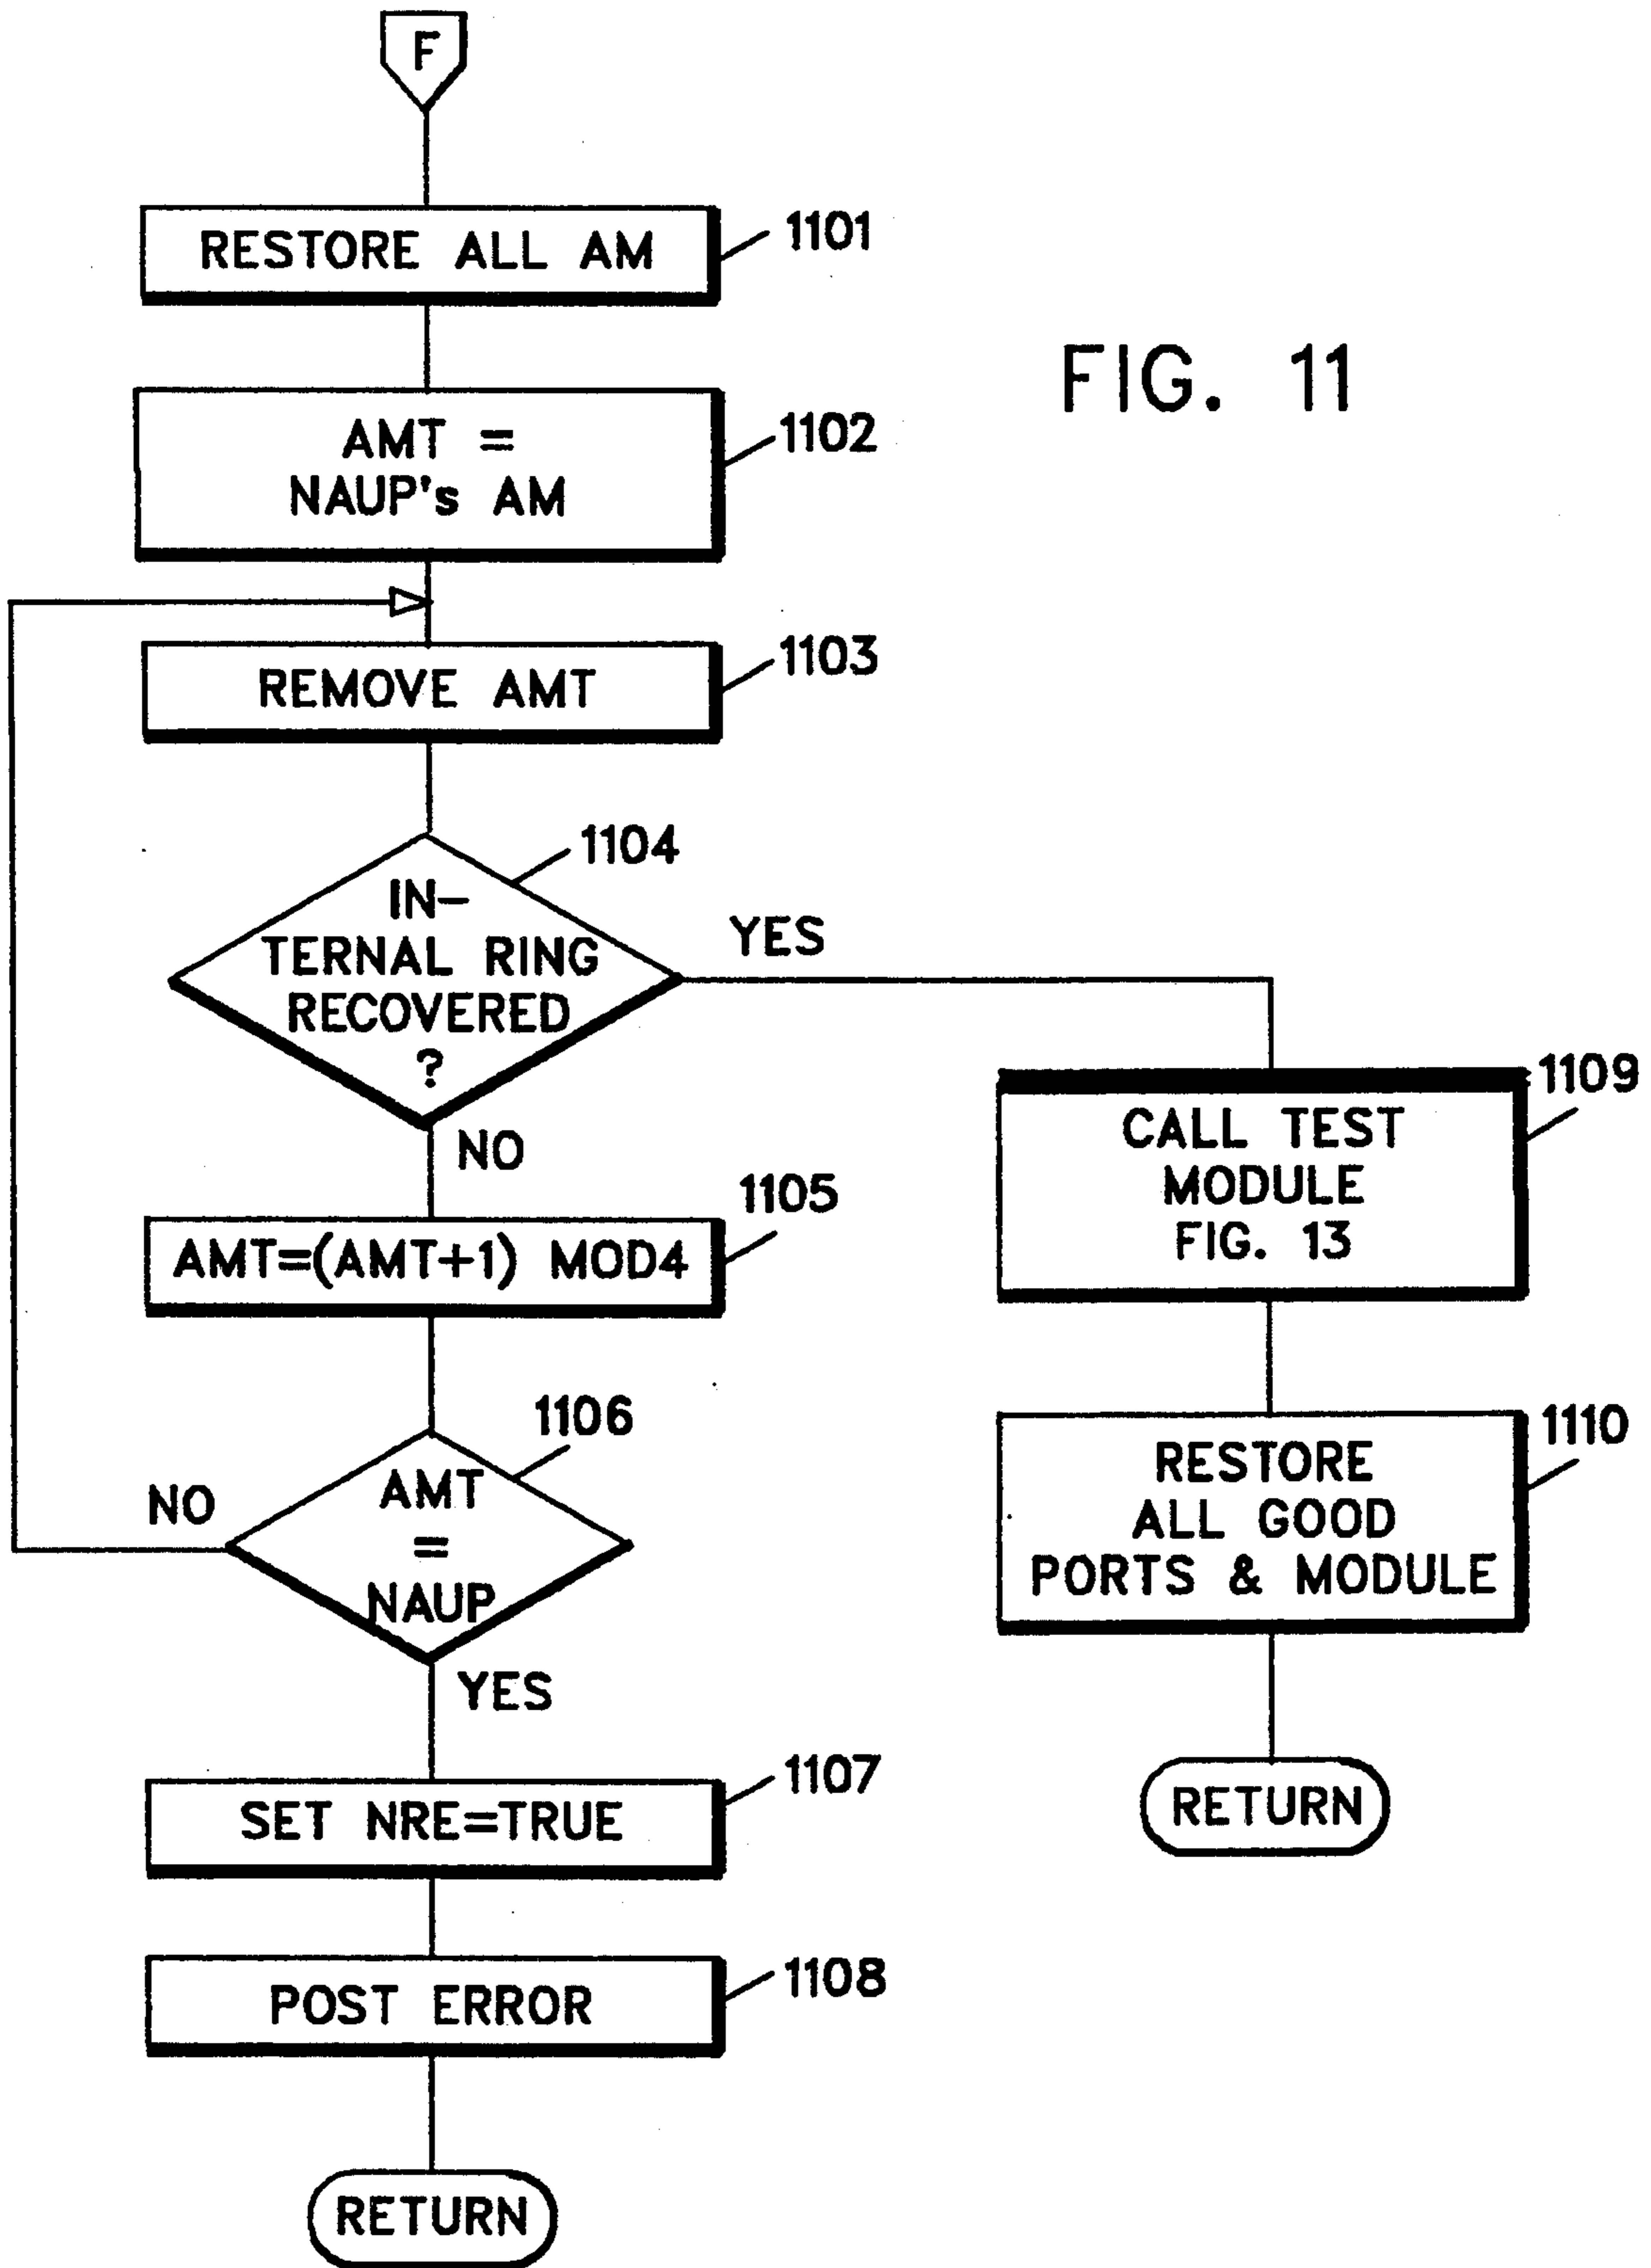 F
RESTORE ALL AM
1101
FIG. 11
AMT =
NAUP's AM
1102
REMOVE AMT
1103
1104
IN-
TERNAL RING
RECOVERED
?
YES
NO
1109
CALL TEST
MODULE
FIG. 13
AMT=(AMT+1) MOD4
1105
1106
AMT
=
NAUP
NO
YES
1110
RESTORE
ALL GOOD
PORTS & MODULE
SET NRE=TRUE
1107
RETURN
POST ERROR
1108
RETURN